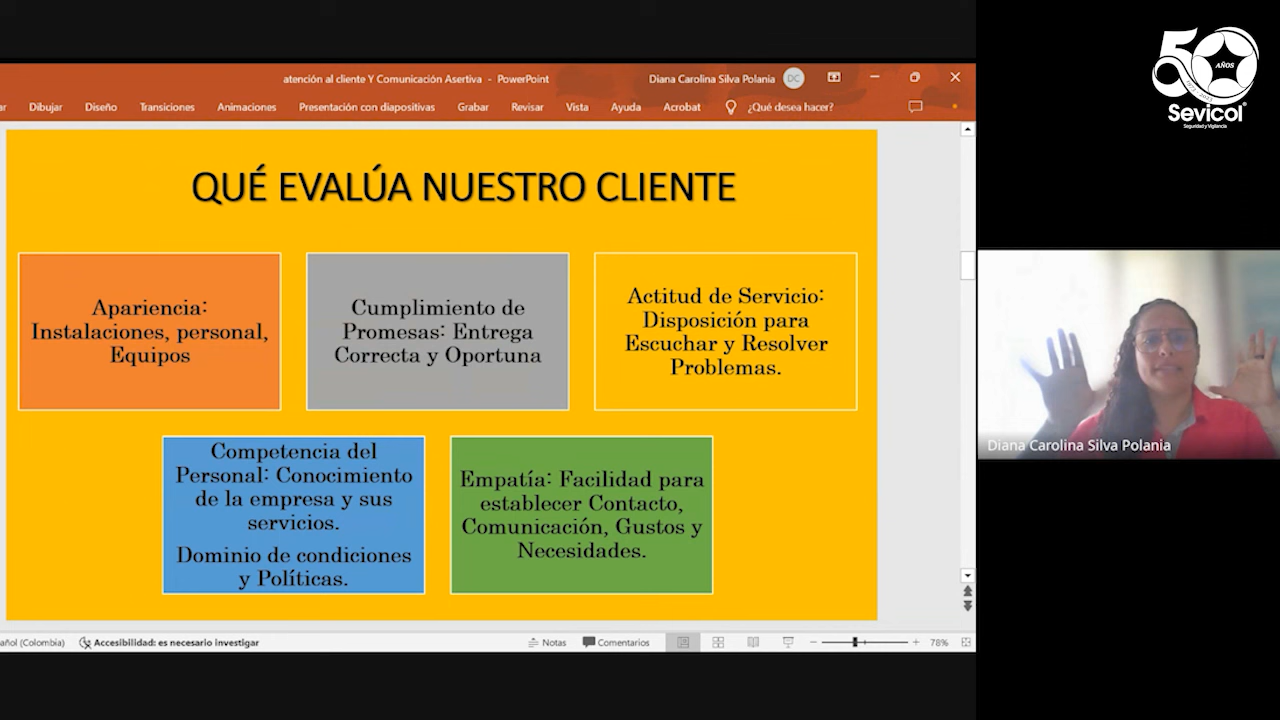 atención al cliente Y Comunicación Asertiva - PowerPoint
Diana Carolina Silva Polania
DC
Dibujar Diseño Transiciones Animaciones Presentación con diapositivas Grabar Revisar Vista Ayuda Acrobat ¿Qué desea hacer?
QUÉ EVALÚA NUESTRO CLIENTE
Apariencia:
Instalaciones, personal,
Equipos
Cumplimiento de
Promesas: Entrega
Correcta y Oportuna
Actitud de Servicio:
Disposición para
Escuchar y Resolver
Problemas.
Competencia del
Personal: Conocimiento
de la empresa y sus
servicios.
Dominio de condiciones
y Políticas.
Empatía: Facilidad para
establecer Contacto,
Comunicación, Gustos y
Necesidades.
añol (Colombia) Accesibilidad: es necesario investigar Notas Comentarios 78%
50
AÑOS
Sevicol
Seguridad y Vigilancia
Diana Carolina Silva Polania